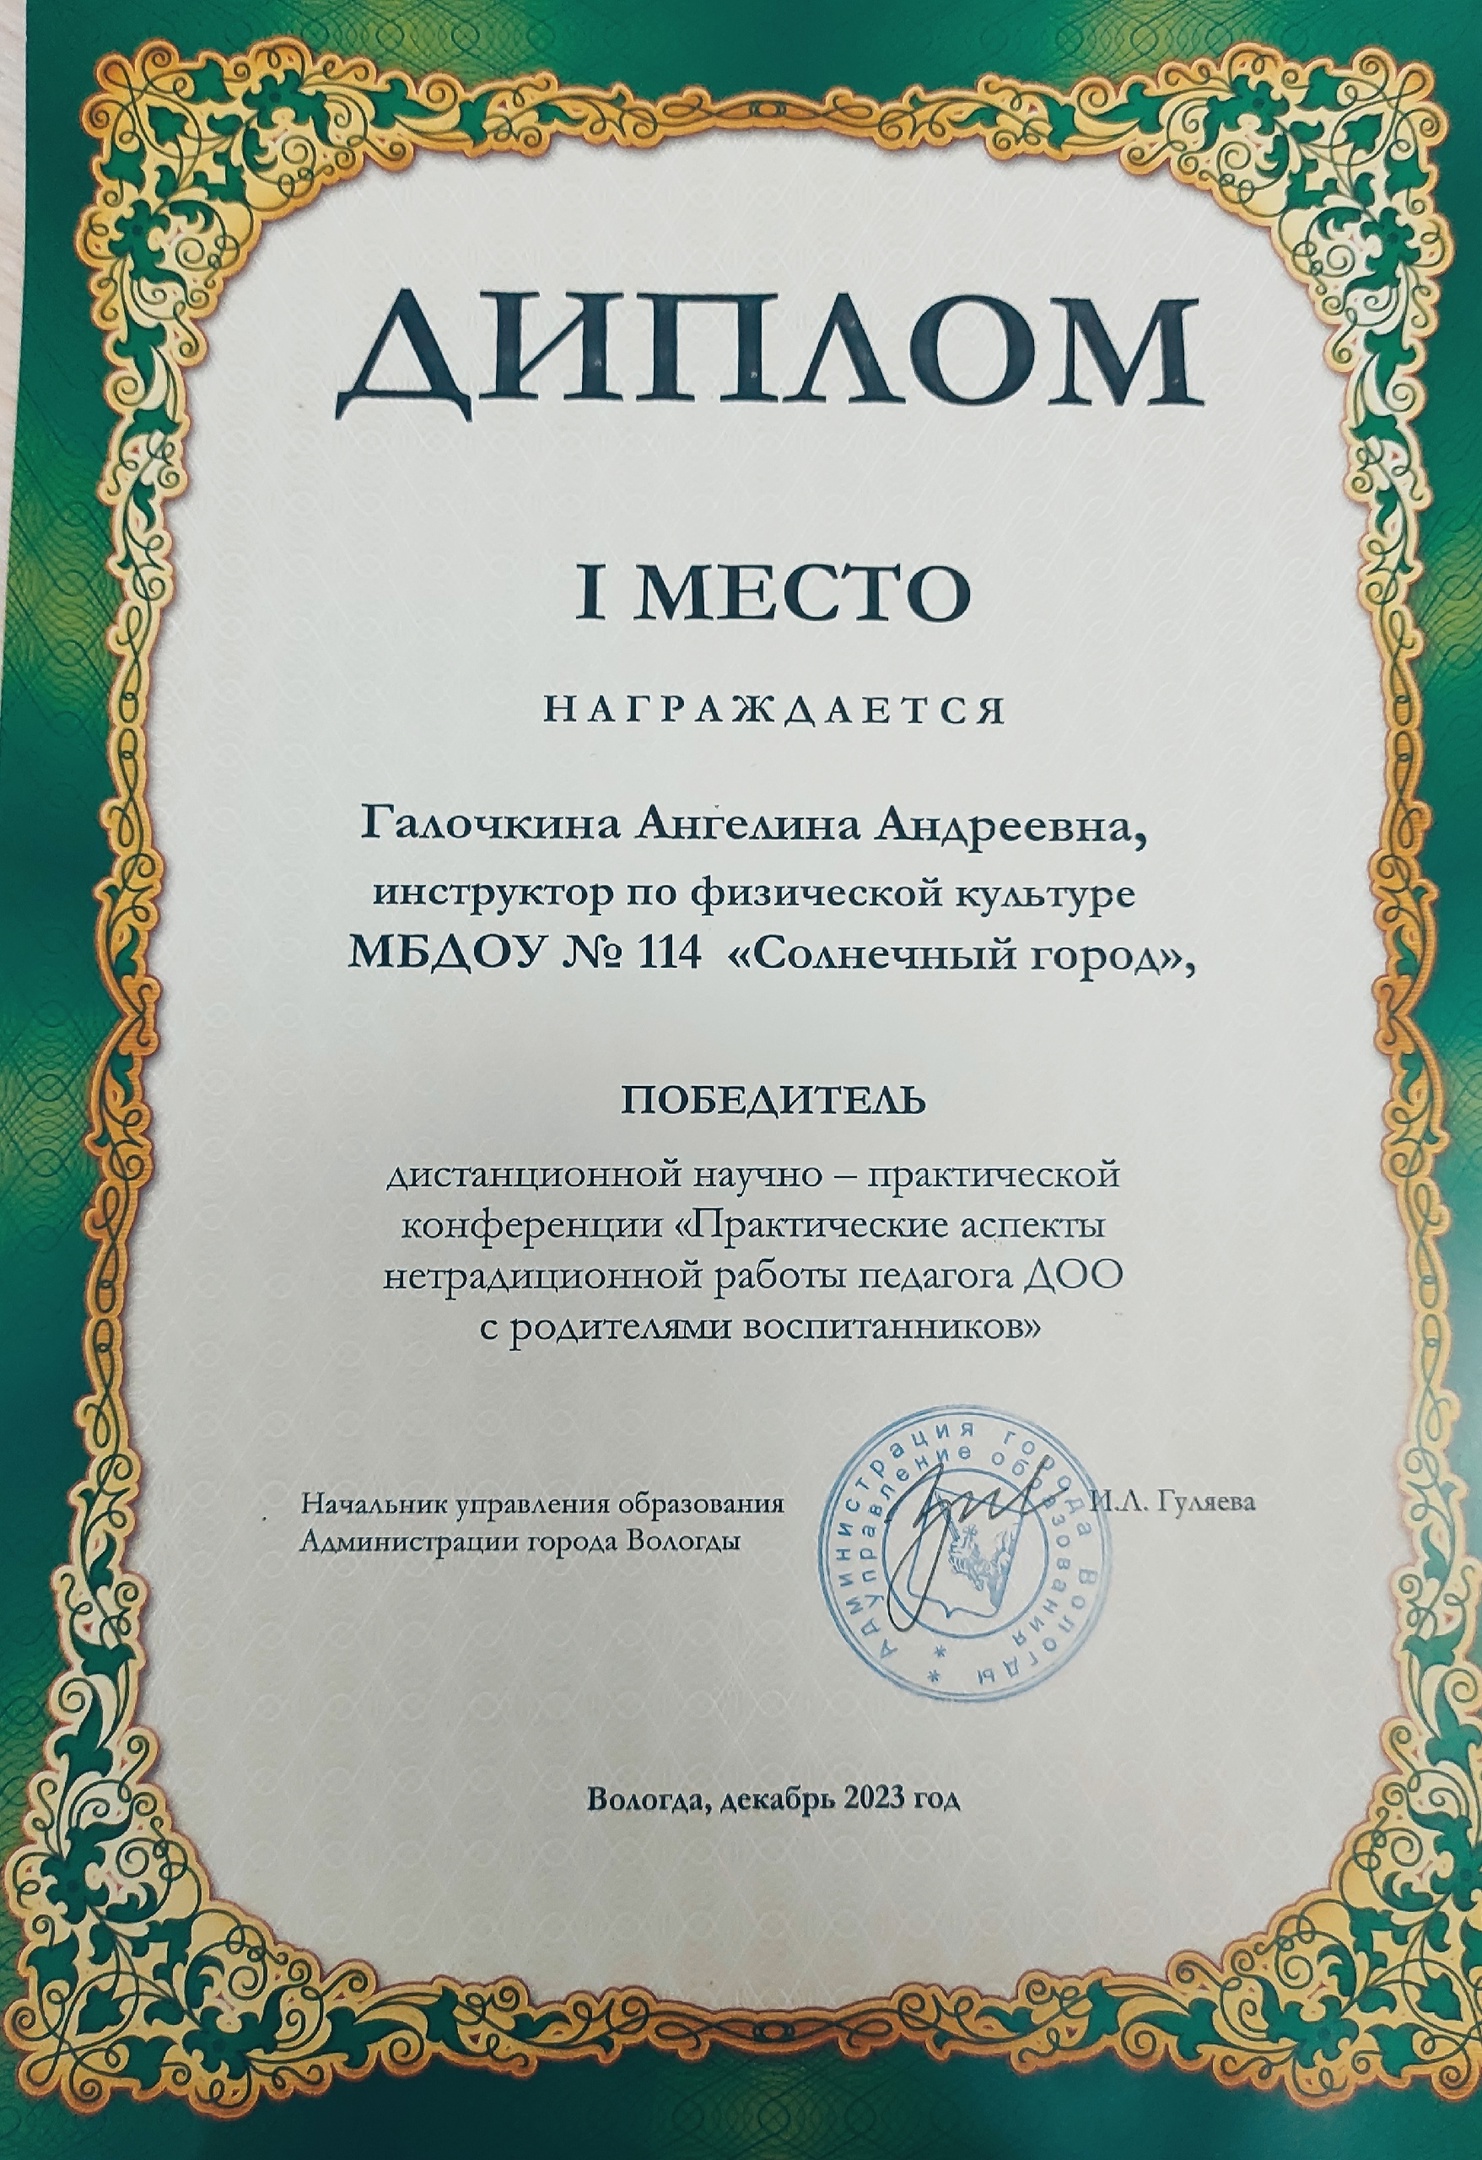 ДИПЛОМ
I МЕСТО
НАГРАЖДАЕТСЯ
Галочкина Ангелина Андреевна,
инструктор по физической культуре
МБДОУ № 114 «Солнечный город»,
ПОБЕДИТЕЛЬ
дистанционной научно – практической
конференции «Практические аспекты
нетрадиционной работы педагога ДОО
с родителями воспитанников»
Начальник управления образования
Администрации города Вологды
И.Л. Гуляева
* Администрация города Вологды
* Управление образования
Вологда, декабрь 2023 год